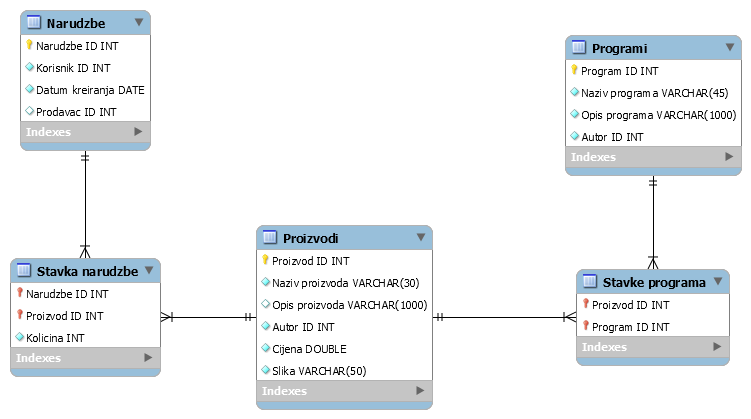 Narudzbe
Narudzbe ID INT
Korisnik ID INT
Datum kreiranja DATE
Prodavac ID INT
Indexes
Programi
Program ID INT
Naziv programa VARCHAR(45)
Opis programa VARCHAR(1000)
Autor ID INT
Indexes
Stavka narudzbe
Narudzbe ID INT
Proizvod ID INT
Kolicina INT
Indexes
Proizvodi
Proizvod ID INT
Naziv proizvoda VARCHAR(30)
Opis proizvoda VARCHAR(1000)
Autor ID INT
Cijena DOUBLE
Slika VARCHAR(50)
Indexes
Stavke programa
Proizvod ID INT
Program ID INT
Indexes